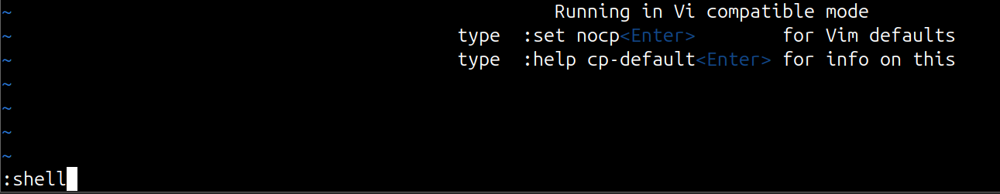 ~ Running in Vi compatible mode
~ type :set nocp<Enter> for Vim defaults
~ type :help cp-default<Enter> for info on this
~
~
~
~
:shell